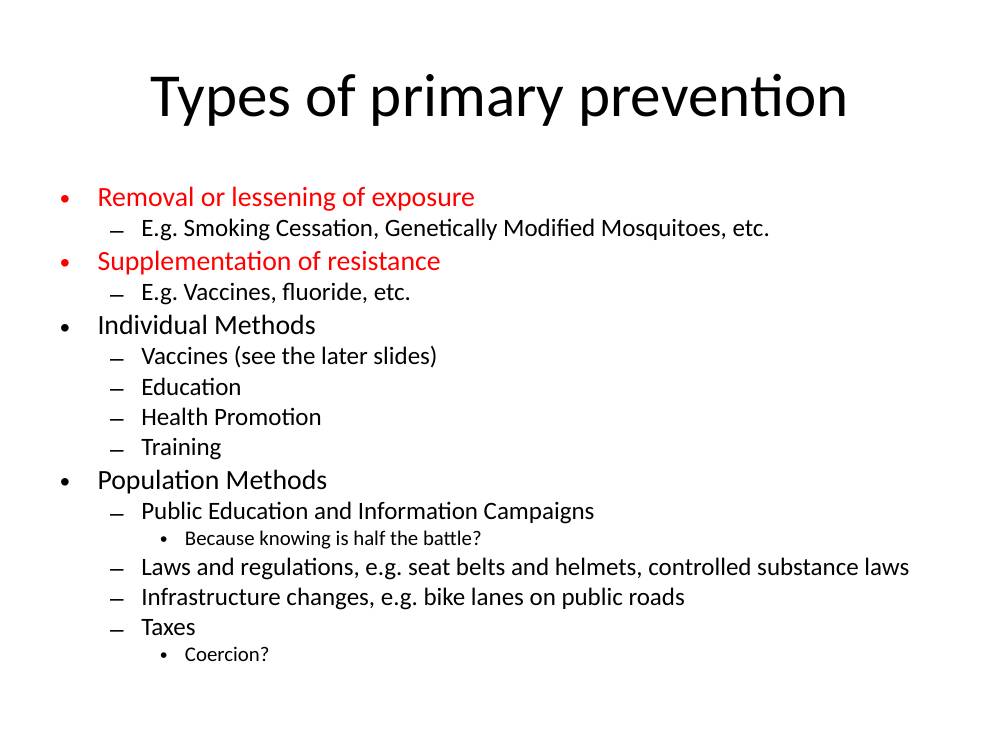 Types of primary prevention
• Removal or lessening of exposure
– E.g. Smoking Cessation, Genetically Modified Mosquitoes, etc.
• Supplementation of resistance
– E.g. Vaccines, fluoride, etc.
• Individual Methods
– Vaccines (see the later slides)
– Education
– Health Promotion
– Training
• Population Methods
– Public Education and Information Campaigns
• Because knowing is half the battle?
– Laws and regulations, e.g. seat belts and helmets, controlled substance laws
– Infrastructure changes, e.g. bike lanes on public roads
– Taxes
• Coercion?